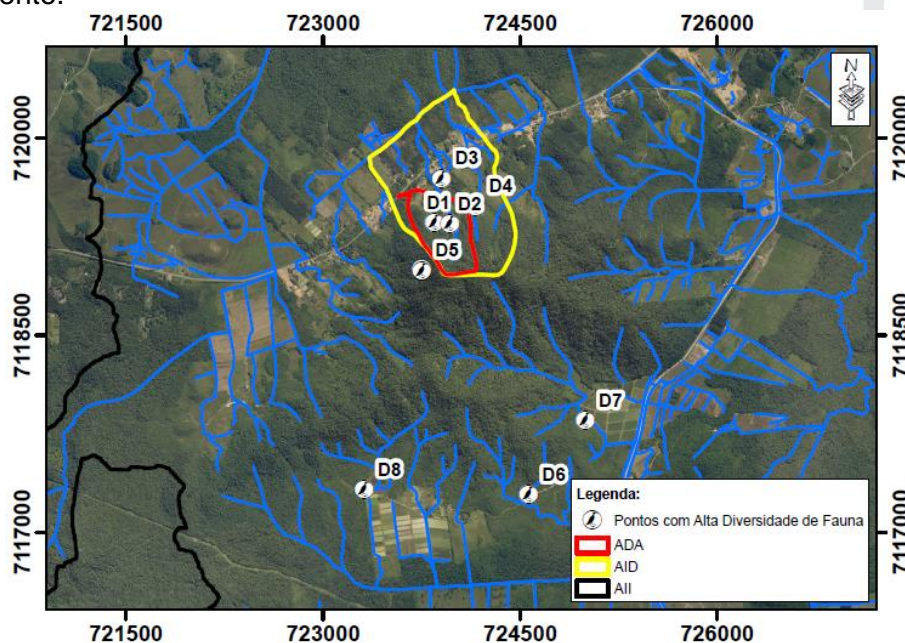 ento.
721500 723000 724500 726000
N
7120000 7120000
D3
D4
D1 D2
D5
7118500 7118500
D7
D8 D6
7117000 7117000
Legenda:
Pontos com Alta Diversidade de Fauna
ADA
AID
AII
721500 723000 724500 726000